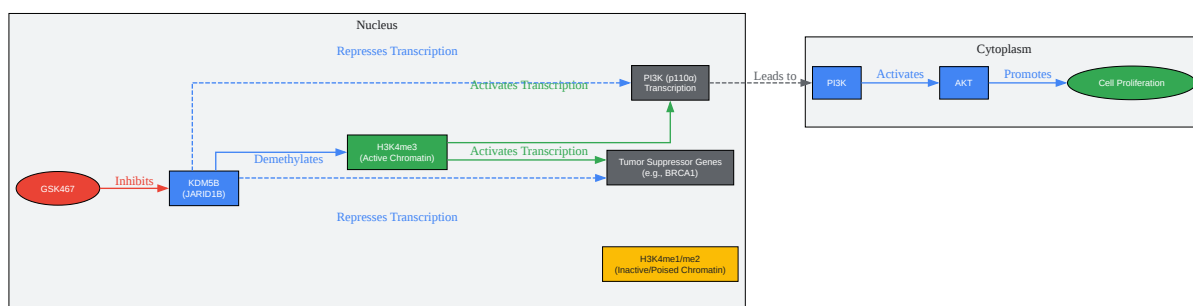 Nucleus
Cytoplasm
Represses Transcription
PI3K (p110α)
Transcription
Activates Transcription
Leads to
PI3K
Activates
AKT
Promotes
Cell Proliferation
H3K4me3
(Active Chromatin)
Demethylates
Activates Transcription
Tumor Suppressor Genes
(e.g., BRCA1)
GSK467
Inhibits
KDM5B
(JARID1B)
Represses Transcription
H3K4me1/me2
(Inactive/Poised Chromatin)